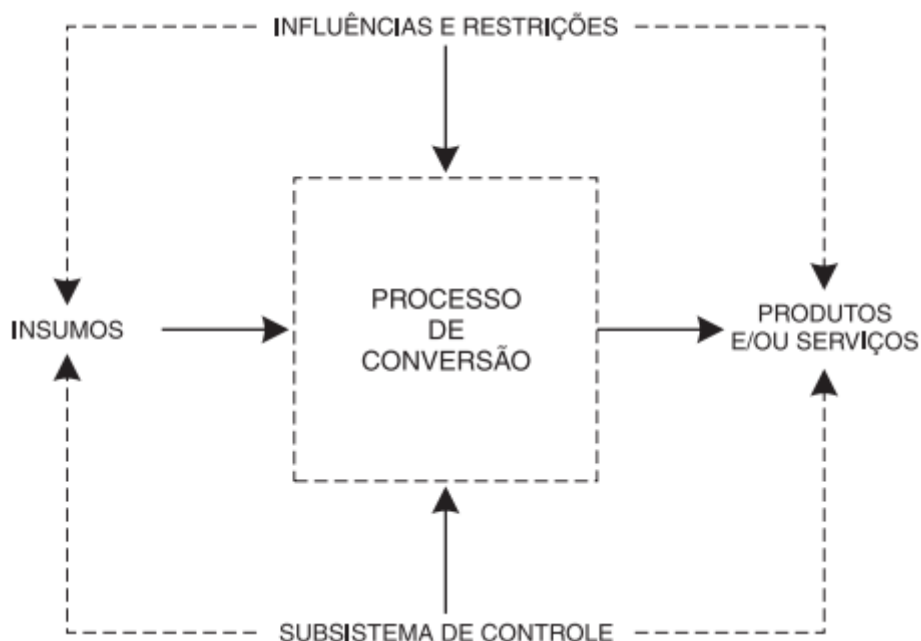 INFLUÊNCIAS E RESTRIÇÕES
PROCESSO
DE
CONVERSÃO
INSUMOS
PRODUTOS
E/OU SERVIÇOS
SUBSISTEMA DE CONTROLE